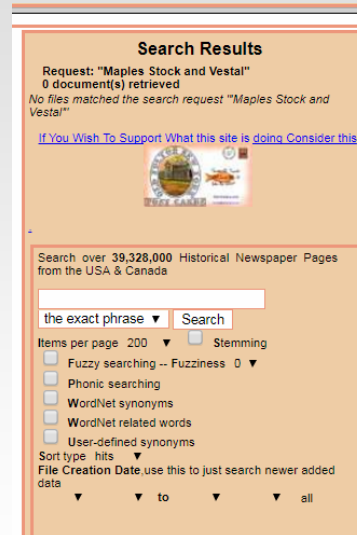 Search Results
Request: "Maples Stock and Vestal"
0 document(s) retrieved
No files matched the search request '"Maples Stock and
Vestal"'
If You Wish To Support What this site is doing Consider this
POST CARDS
.
Search over 39,328,000 Historical Newspaper Pages
from the USA & Canada
the exact phrase ▼ Search
Items per page 200 ▼ Stemming
Fuzzy searching -- Fuzziness 0 ▼
Phonic searching
WordNet synonyms
WordNet related words
User-defined synonyms
Sort type hits ▼
File Creation Date,use this to just search newer added
data
▼ ▼ to ▼ ▼ all